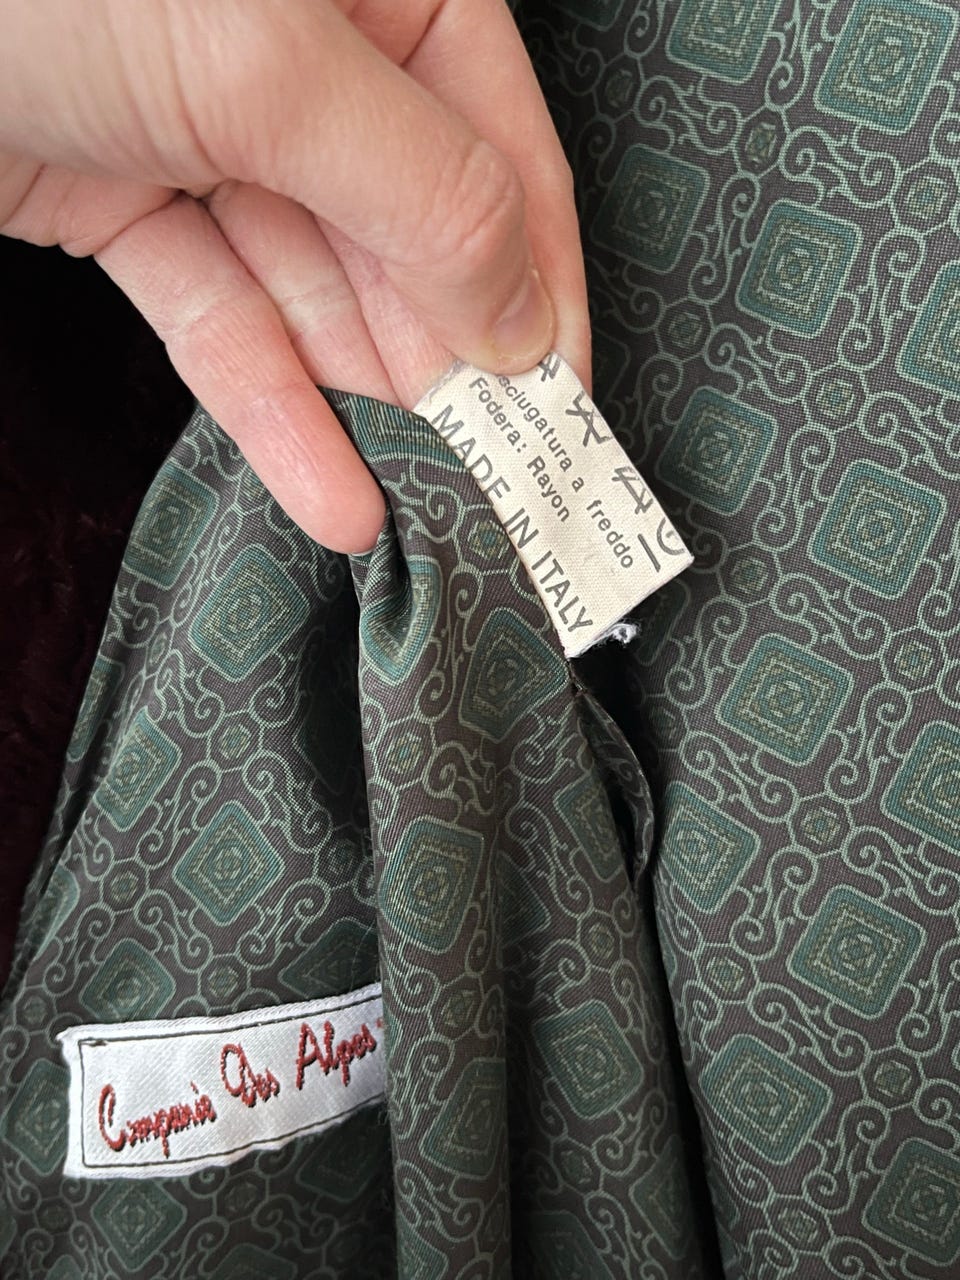 asciugatura a freddo
Fodera: Rayon
MADE IN ITALY
Compania Des Alpes